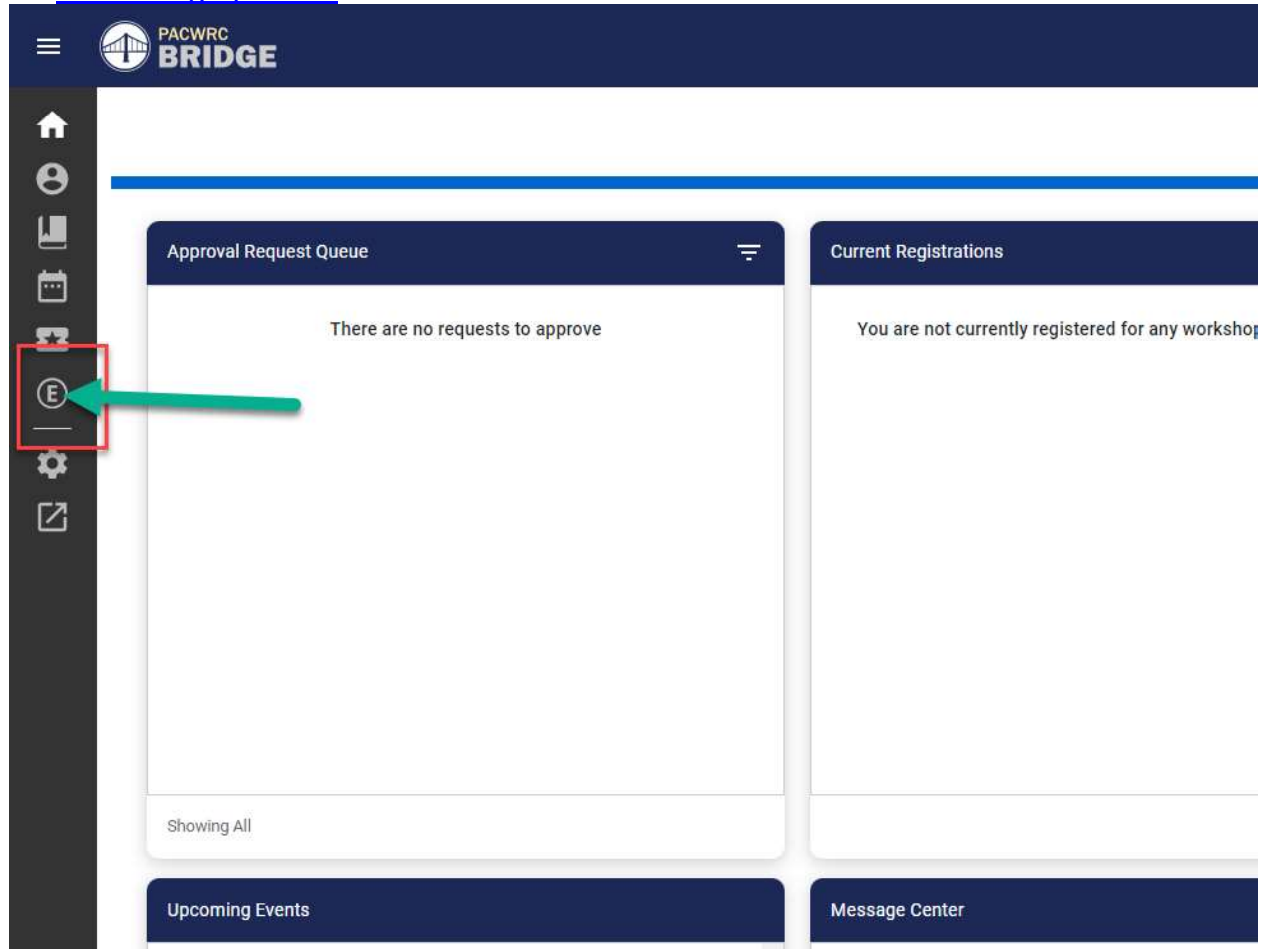 PACWRC
BRIDGE
Approval Request Queue
Current Registrations
There are no requests to approve
You are not currently registered for any
E
Showing All
Upcoming Events
Message Center